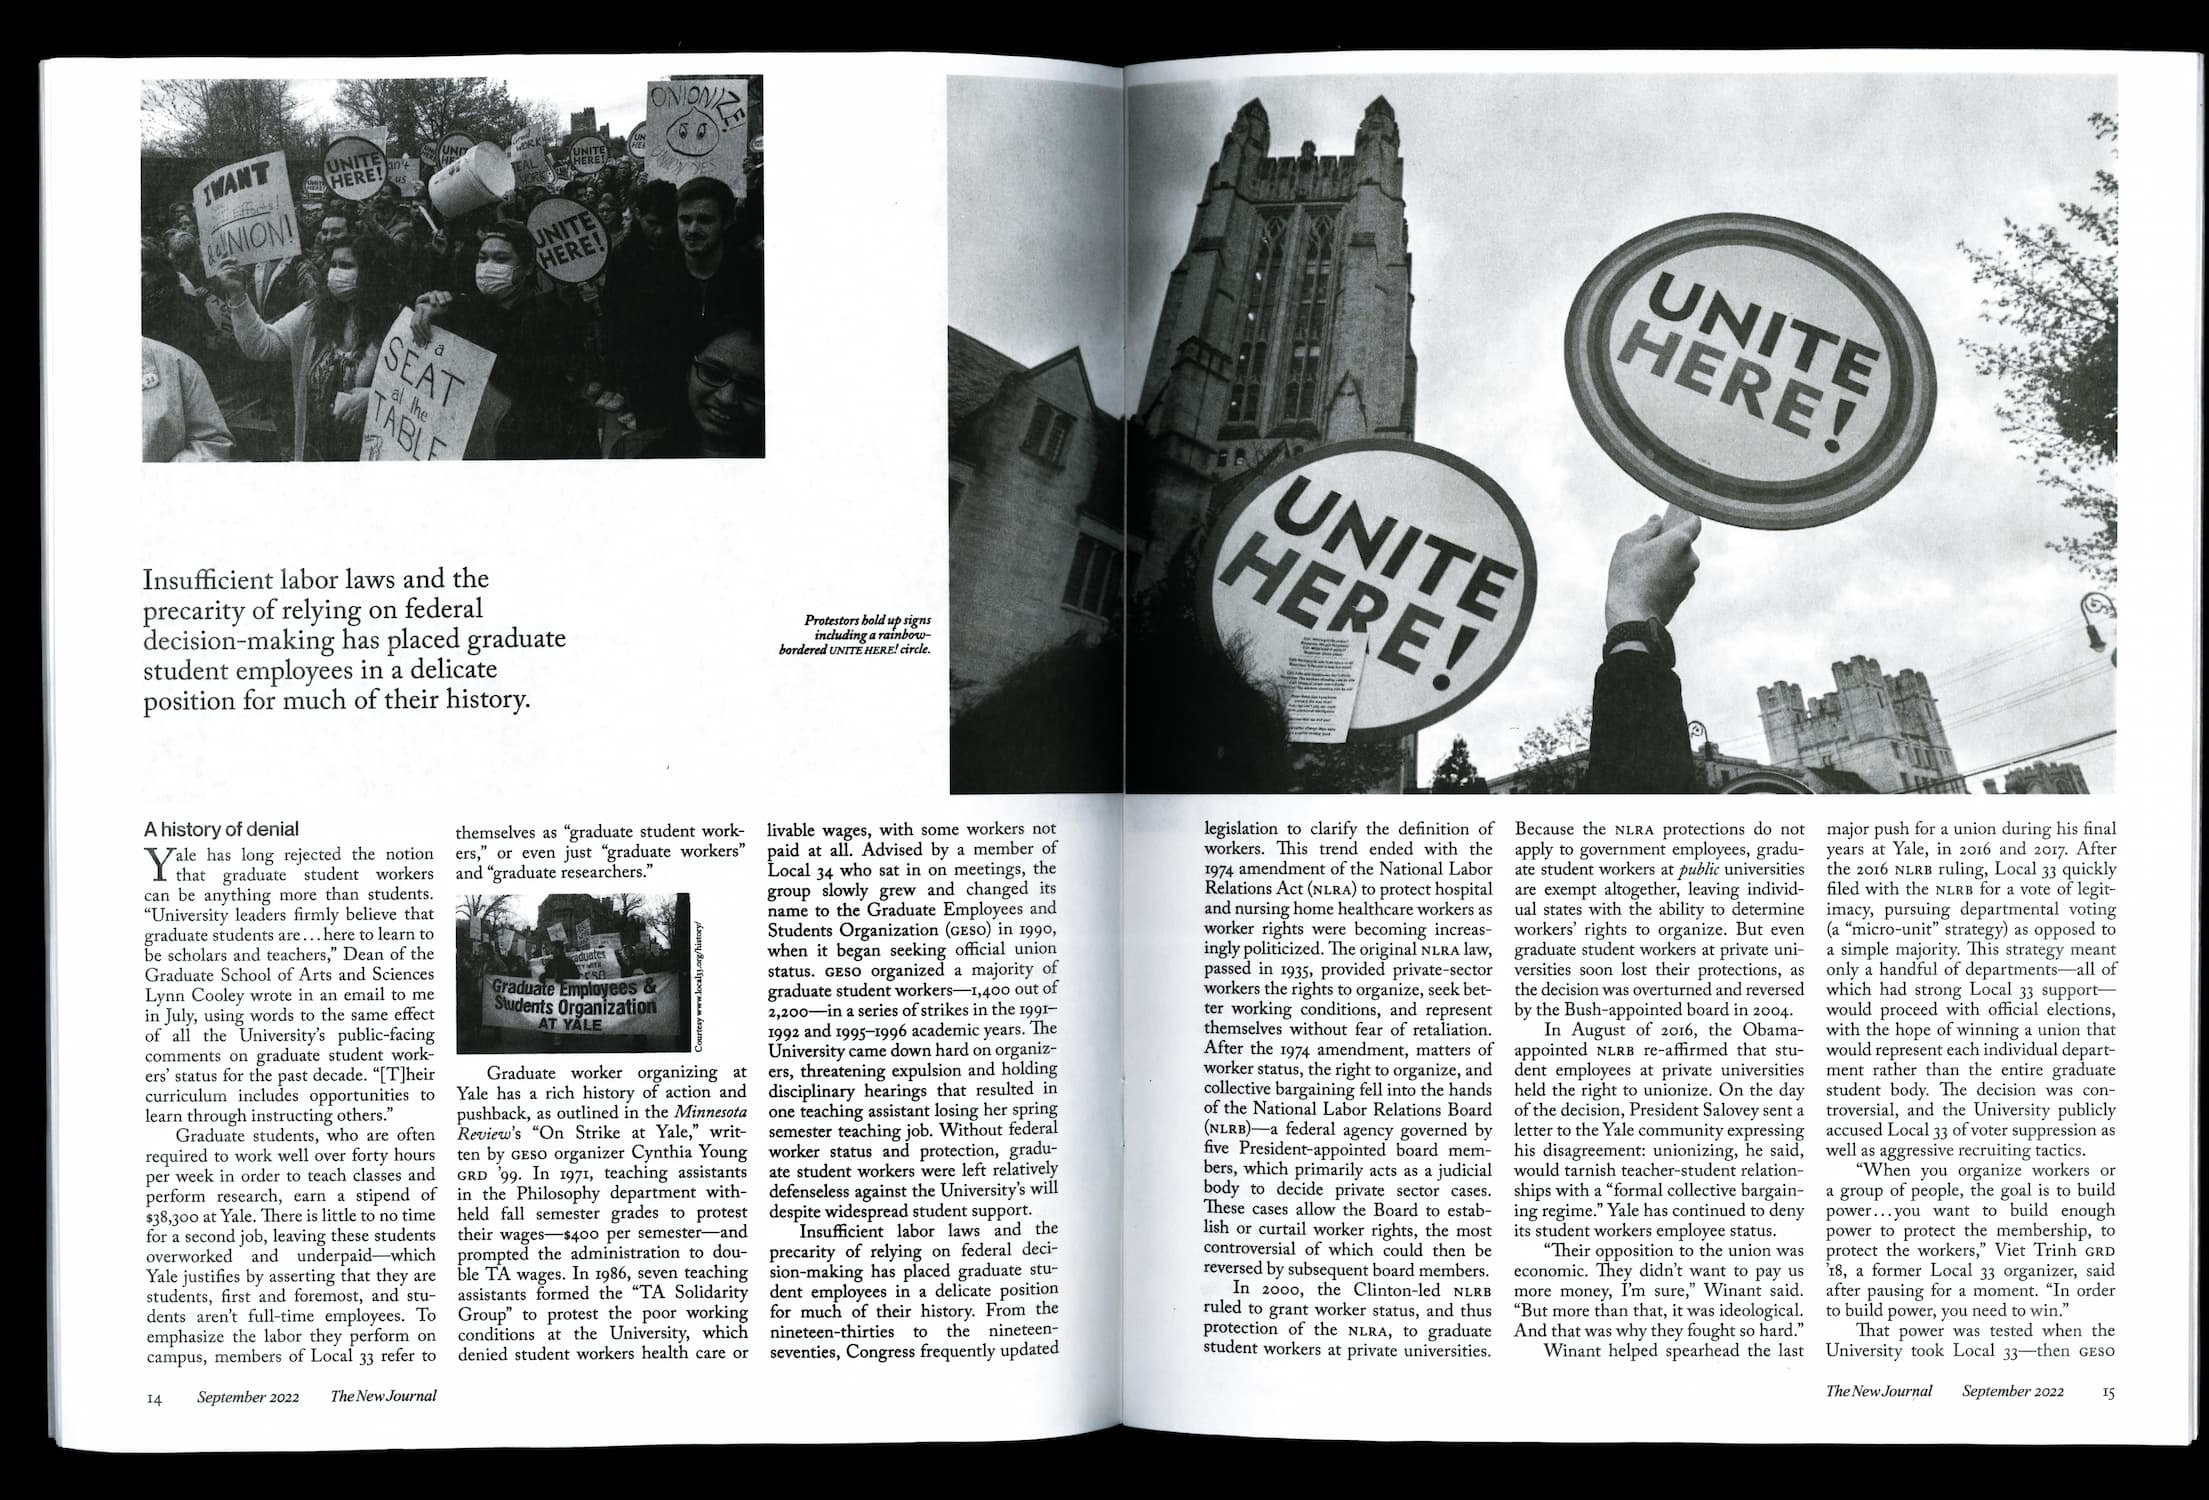 I WANT
a UNION!
UNITE
HERE!
UNITE
HERE!
ONIONIZE!
UNITE
HERE!
a
SEAT
at the
TABLE
UNITE
HERE!
UNITE
HERE!
Insufficient labor laws and the
precarity of relying on federal
decision-making has placed graduate
student employees in a delicate
position for much of their history.
Protestors hold up signs
including a rainbow-
bordered UNITE HERE! circle.
A history of denial
Yale has long rejected the notion
that graduate student workers
can be anything more than students.
“University leaders firmly believe that
graduate students are…here to learn to
be scholars and teachers,” Dean of the
Graduate School of Arts and Sciences
Lynn Cooley wrote in an email to me
in July, using words to the same effect
of all the University’s public-facing
comments on graduate student work-
ers’ status for the past decade. “[T]heir
curriculum includes opportunities to
learn through instructing others.”
Graduate students, who are often
required to work well over forty hours
per week in order to teach classes and
perform research, earn a stipend of
$38,300 at Yale. There is little to no time
for a second job, leaving these students
overworked and underpaid—which
Yale justifies by asserting that they are
students, first and foremost, and stu-
dents aren’t full-time employees. To
emphasize the labor they perform on
campus, members of Local 33 refer to
themselves as “graduate student work-
ers,” or even just “graduate workers”
and “graduate researchers.”
Graduate Employees &
Students Organization
AT YALE
Courtesy www.local33.org/history/
Graduate worker organizing at
Yale has a rich history of action and
pushback, as outlined in the Minnesota
Review’s “On Strike at Yale,” writ-
ten by GESO organizer Cynthia Young
GRD ’99. In 1971, teaching assistants
in the Philosophy department with-
held fall semester grades to protest
their wages—$400 per semester—and
prompted the administration to dou-
ble TA wages. In 1986, seven teaching
assistants formed the “TA Solidarity
Group” to protest the poor working
conditions at the University, which
denied student workers health care or
livable wages, with some workers not
paid at all. Advised by a member of
Local 34 who sat in on meetings, the
group slowly grew and changed its
name to the Graduate Employees and
Students Organization (GESO) in 1990,
when it began seeking official union
status. GESO organized a majority of
graduate student workers—1,400 out of
2,200—in a series of strikes in the 1991–
1992 and 1995–1996 academic years. The
University came down hard on organiz-
ers, threatening expulsion and holding
disciplinary hearings that resulted in
one teaching assistant losing her spring
semester teaching job. Without federal
worker status and protection, gradu-
ate student workers were left relatively
defenseless against the University’s will
despite widespread student support.
Insufficient labor laws and the
precarity of relying on federal deci-
sion-making has placed graduate stu-
dent employees in a delicate position
for much of their history. From the
nineteen-thirties to the nineteen-
seventies, Congress frequently updated
legislation to clarify the definition of
workers. This trend ended with the
1974 amendment of the National Labor
Relations Act (NLRA) to protect hospital
and nursing home healthcare workers as
worker rights were becoming increas-
ingly politicized. The original NLRA law,
passed in 1935, provided private-sector
workers the rights to organize, seek bet-
ter working conditions, and represent
themselves without fear of retaliation.
After the 1974 amendment, matters of
worker status, the right to organize, and
collective bargaining fell into the hands
of the National Labor Relations Board
(NLRB)—a federal agency governed by
five President-appointed board mem-
bers, which primarily acts as a judicial
body to decide private sector cases.
These cases allow the Board to estab-
lish or curtail worker rights, the most
controversial of which could then be
reversed by subsequent board members.
In 2000, the Clinton-led NLRB
ruled to grant worker status, and thus
protection of the NLRA, to graduate
student workers at private universities.
Because the NLRA protections do not
apply to government employees, gradu-
ate student workers at public universities
are exempt altogether, leaving individ-
ual states with the ability to determine
workers’ rights to organize. But even
graduate student workers at private uni-
versities soon lost their protections, as
the decision was overturned and reversed
by the Bush-appointed board in 2004.
In August of 2016, the Obama-
appointed NLRB re-affirmed that stu-
dent employees at private universities
held the right to unionize. On the day
of the decision, President Salovey sent a
letter to the Yale community expressing
his disagreement: unionizing, he said,
would tarnish teacher-student relation-
ships with a “formal collective bargain-
ing regime.” Yale has continued to deny
its student workers employee status.
“Their opposition to the union was
economic. They didn’t want to pay us
more money, I’m sure,” Winant said.
“But more than that, it was ideological.
And that was why they fought so hard.”
Winant helped spearhead the last
major push for a union during his final
years at Yale, in 2016 and 2017. After
the 2016 NLRB ruling, Local 33 quickly
filed with the NLRB for a vote of legit-
imacy, pursuing departmental voting
(a “micro-unit” strategy) as opposed to
a simple majority. This strategy meant
only a handful of departments—all of
which had strong Local 33 support—
would proceed with official elections,
with the hope of winning a union that
would represent each individual depart-
ment rather than the entire graduate
student body. The decision was con-
troversial, and the University publicly
accused Local 33 of voter suppression as
well as aggressive recruiting tactics.
“When you organize workers or
a group of people, the goal is to build
power…you want to build enough
power to protect the membership, to
protect the workers,” Viet Trinh GRD
’18, a former Local 33 organizer, said
after pausing for a moment. “In order
to build power, you need to win.”
That power was tested when the
University took Local 33—then GESO
14 September 2022 The New Journal
The New Journal September 2022 15